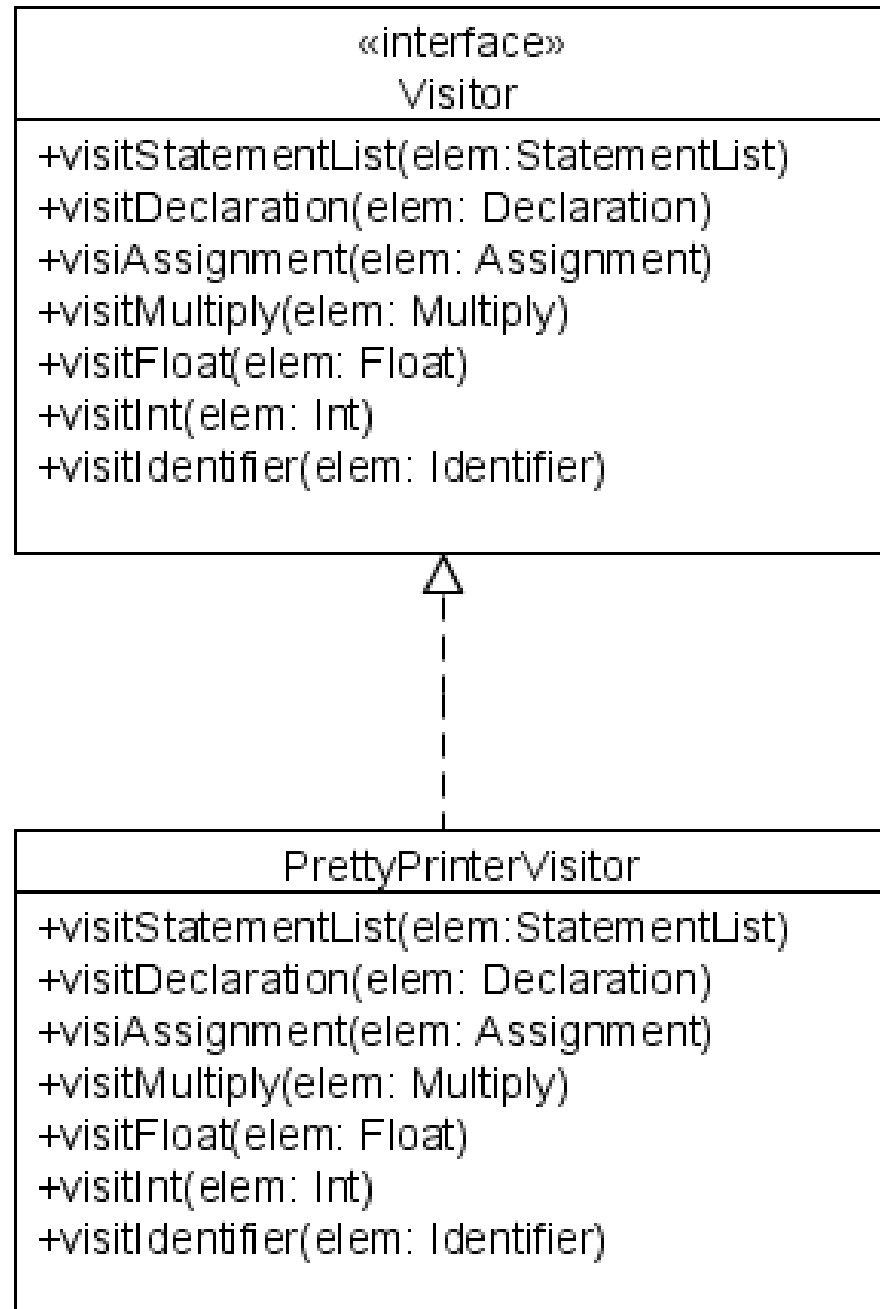 «interface»
Visitor
+visitStatementList(elem:StatementList)
+visitDeclaration(elem: Declaration)
+visiAssignment(elem: Assignment)
+visitMultiply(elem: Multiply)
+visitFloat(elem: Float)
+visitInt(elem: Int)
+visitIdentifier(elem: Identifier)
PrettyPrinterVisitor
+visitStatementList(elem:StatementList)
+visitDeclaration(elem: Declaration)
+visiAssignment(elem: Assignment)
+visitMultiply(elem: Multiply)
+visitFloat(elem: Float)
+visitInt(elem: Int)
+visitIdentifier(elem: Identifier)